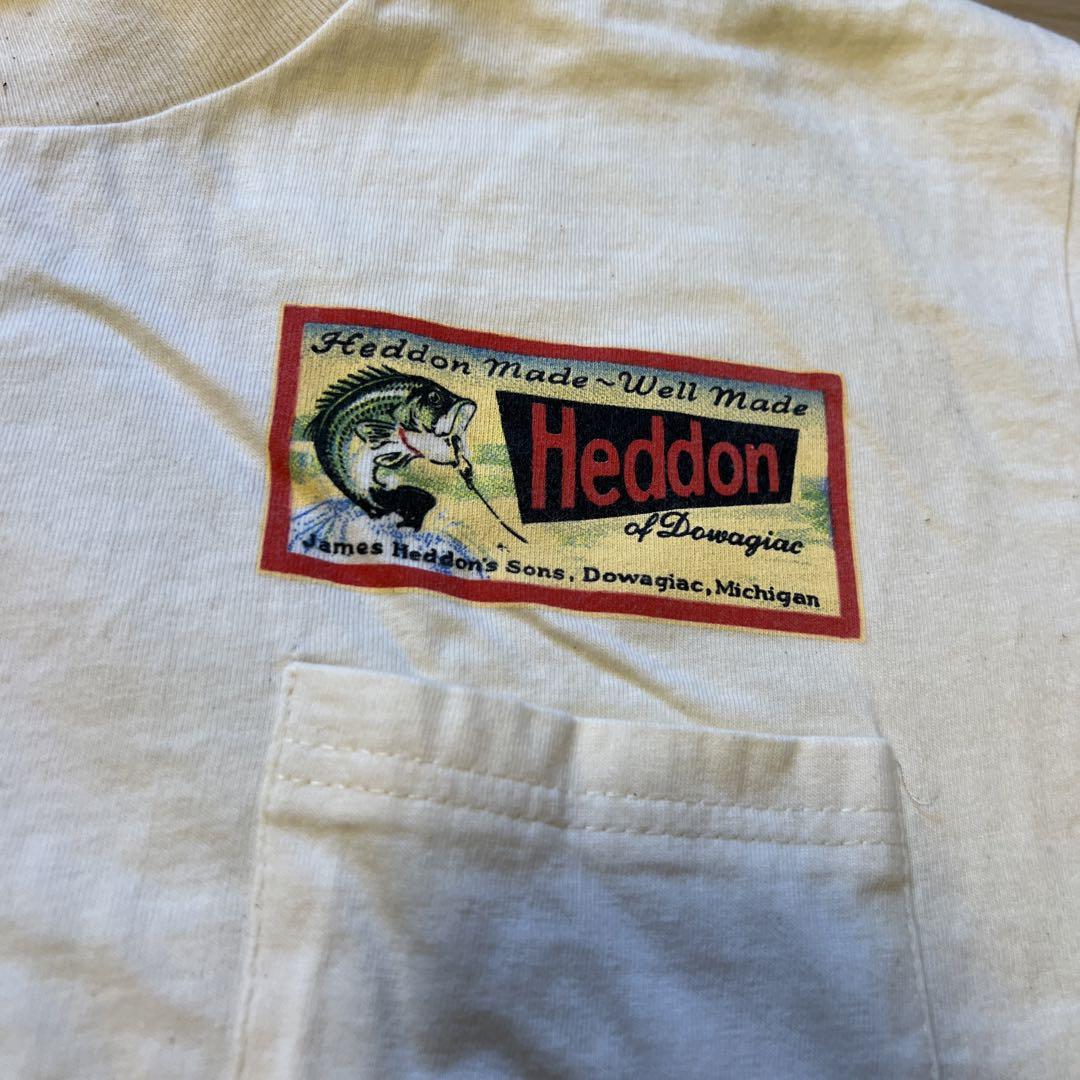 Heddon Made~Well Made
Heddon
of Dowagiac
James Heddon's Sons, Dowagiac, Michigan